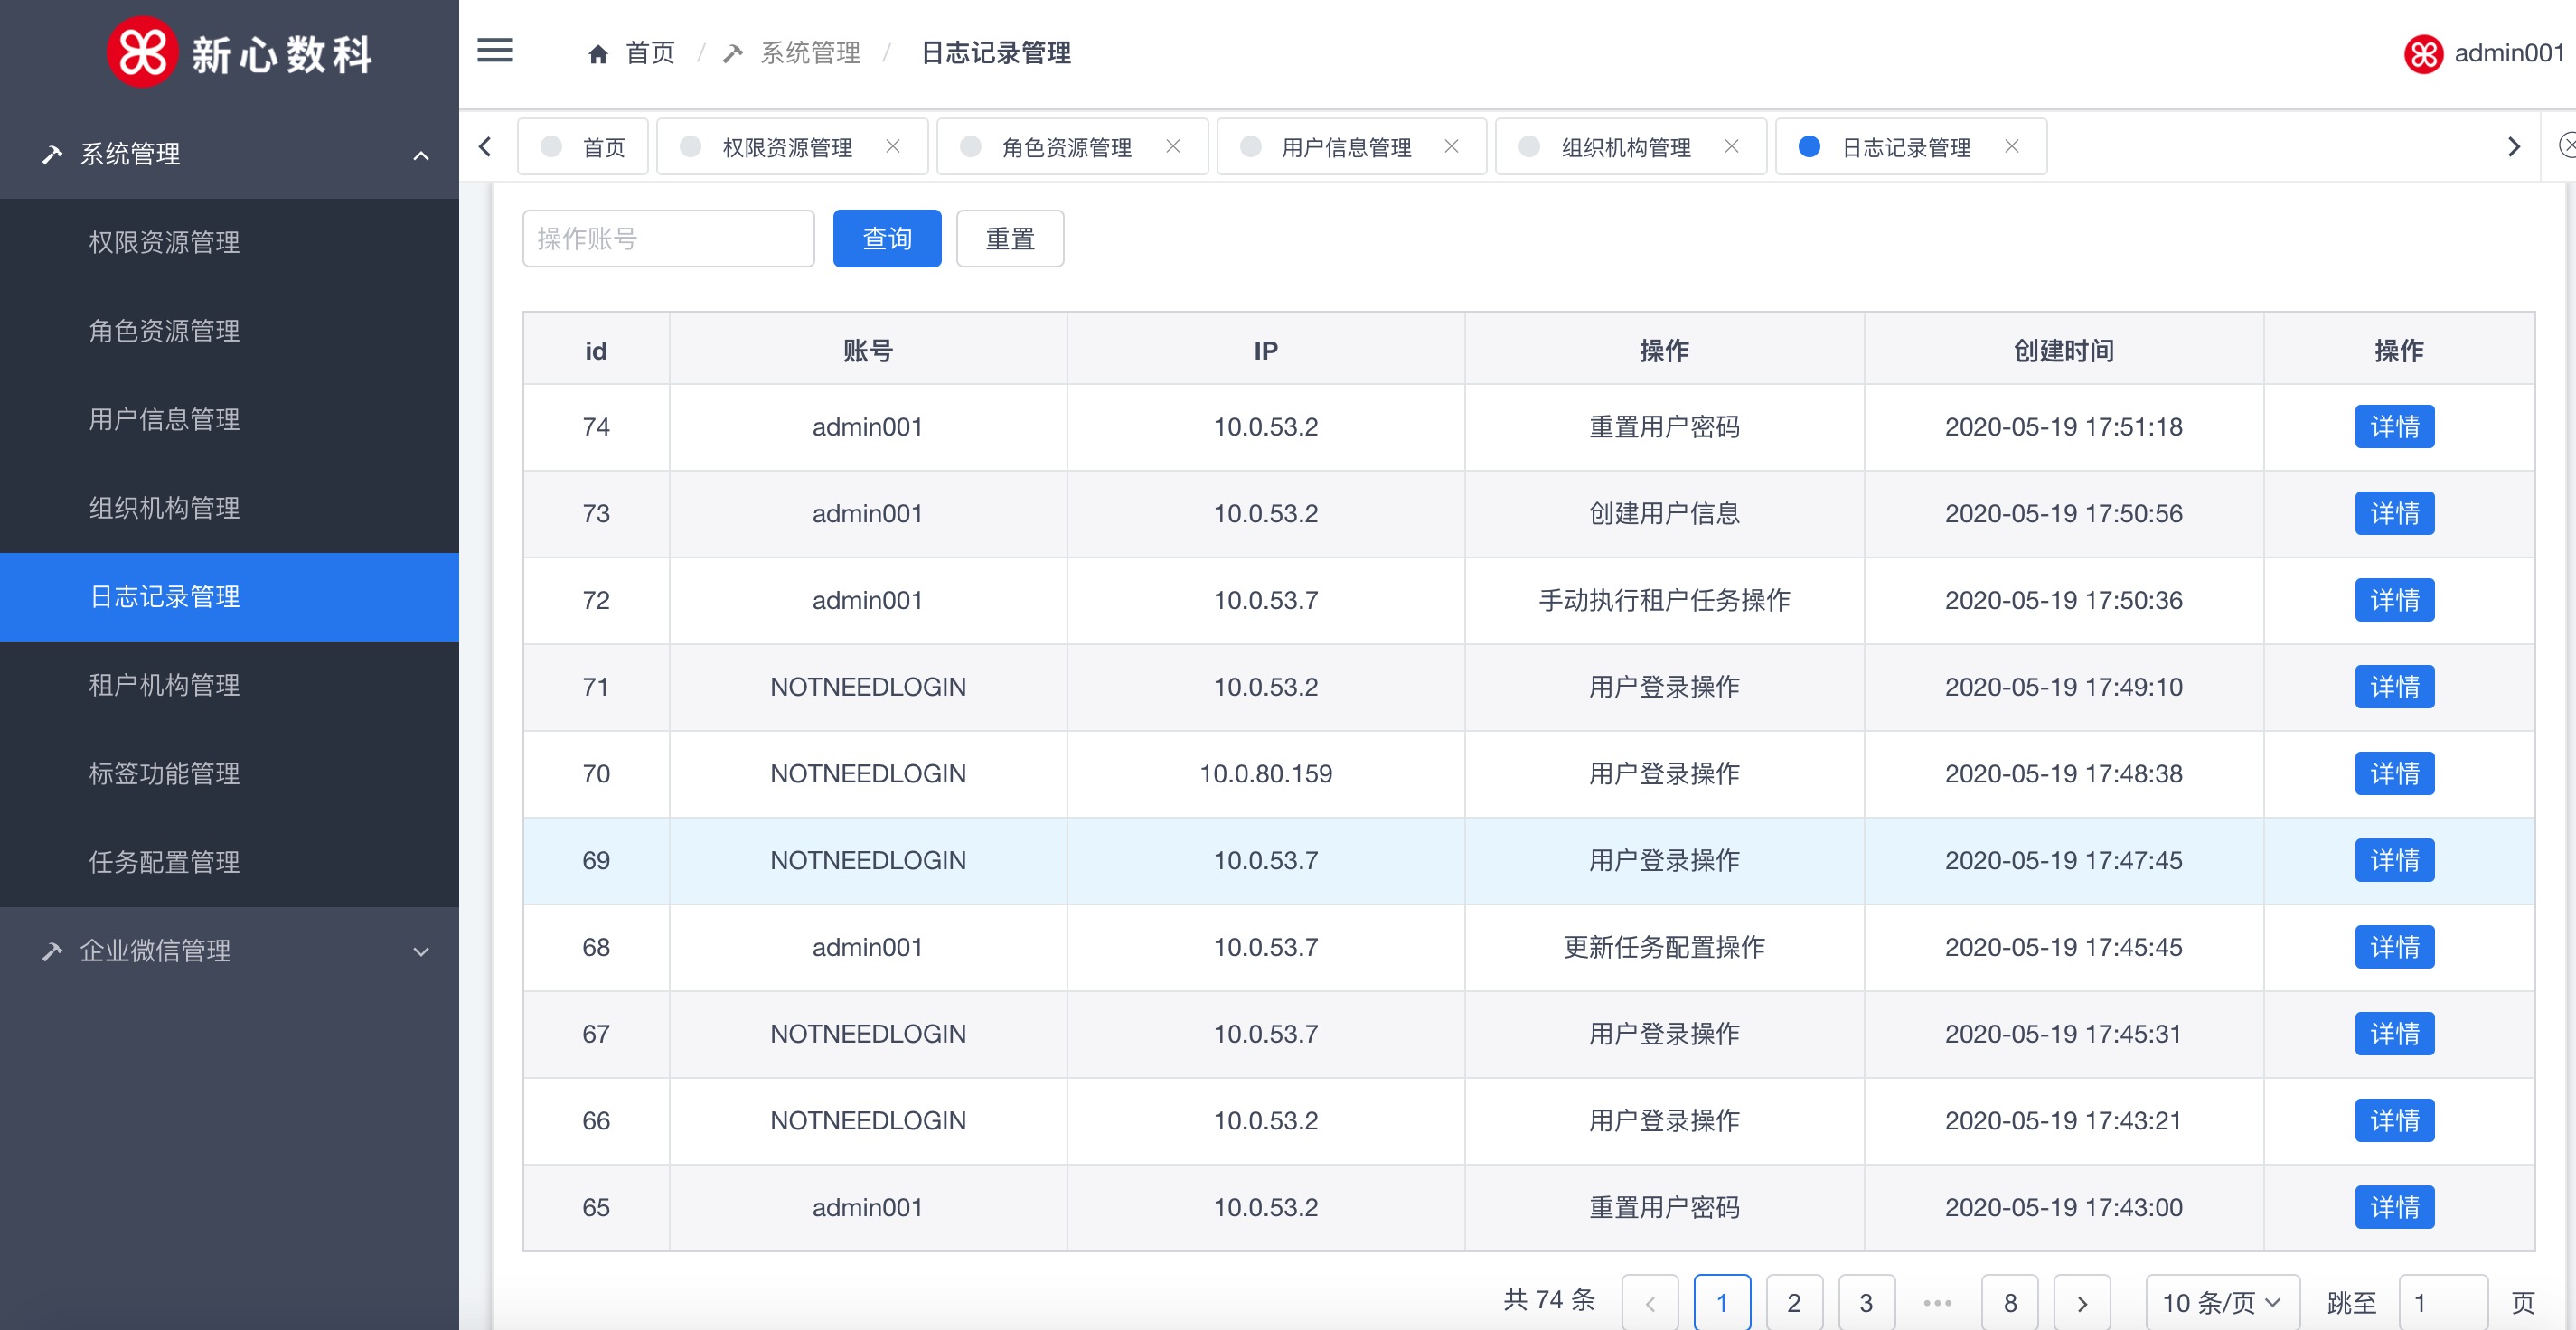 新心数科
首页 / 系统管理 / 日志记录管理
admin001
系统管理
权限资源管理
角色资源管理
用户信息管理
组织机构管理
日志记录管理
租户机构管理
标签功能管理
任务配置管理
企业微信管理
首页 权限资源管理 角色资源管理 用户信息管理 组织机构管理 日志记录管理
操作账号 查询 重置
id 账号 IP 操作 创建时间 操作
74 admin001 10.0.53.2 重置用户密码 2020-05-19 17:51:18 详情
73 admin001 10.0.53.2 创建用户信息 2020-05-19 17:50:56 详情
72 admin001 10.0.53.7 手动执行租户任务操作 2020-05-19 17:50:36 详情
71 NOTNEEDLOGIN 10.0.53.2 用户登录操作 2020-05-19 17:49:10 详情
70 NOTNEEDLOGIN 10.0.80.159 用户登录操作 2020-05-19 17:48:38 详情
69 NOTNEEDLOGIN 10.0.53.7 用户登录操作 2020-05-19 17:47:45 详情
68 admin001 10.0.53.7 更新任务配置操作 2020-05-19 17:45:45 详情
67 NOTNEEDLOGIN 10.0.53.7 用户登录操作 2020-05-19 17:45:31 详情
66 NOTNEEDLOGIN 10.0.53.2 用户登录操作 2020-05-19 17:43:21 详情
65 admin001 10.0.53.2 重置用户密码 2020-05-19 17:43:00 详情
共 74 条 1 2 3 ••• 8 10 条/页 跳至 1 页